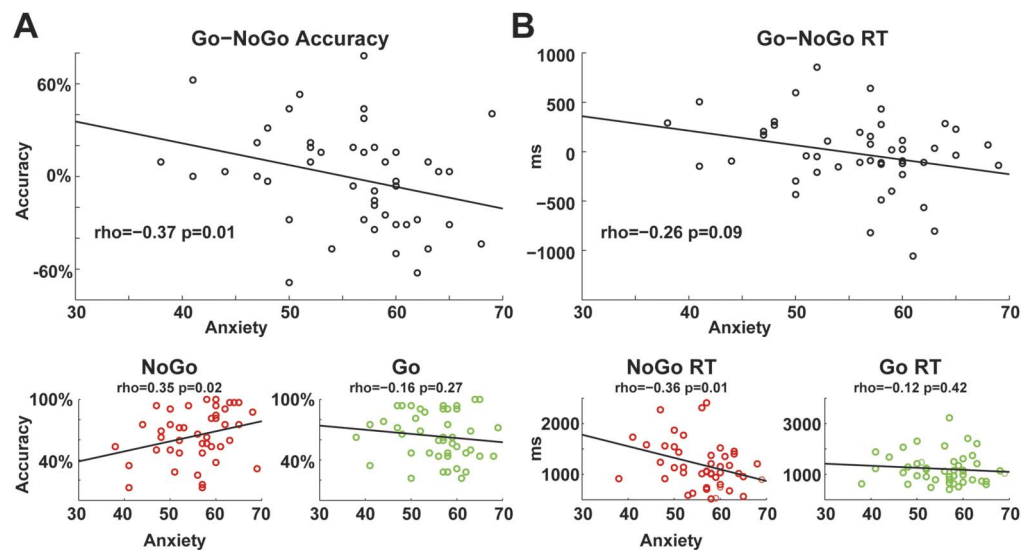 A
Go−NoGo Accuracy
60%
0%
-60%
Accuracy
rho=−0.37 p=0.01
30 40 50 60 70
Anxiety
B
Go−NoGo RT
1000
500
0
−500
−1000
ms
rho=−0.26 p=0.09
30 40 50 60 70
Anxiety
NoGo
rho=0.35 p=0.02
100%
40%
Accuracy
30 40 50 60 70
Anxiety
Go
rho=−0.16 p=0.27
100%
40%
30 40 50 60 70
Anxiety
NoGo RT
rho=−0.36 p=0.01
2000
1000
ms
30 40 50 60 70
Anxiety
Go RT
rho=−0.12 p=0.42
3000
2000
1000
30 40 50 60 70
Anxiety